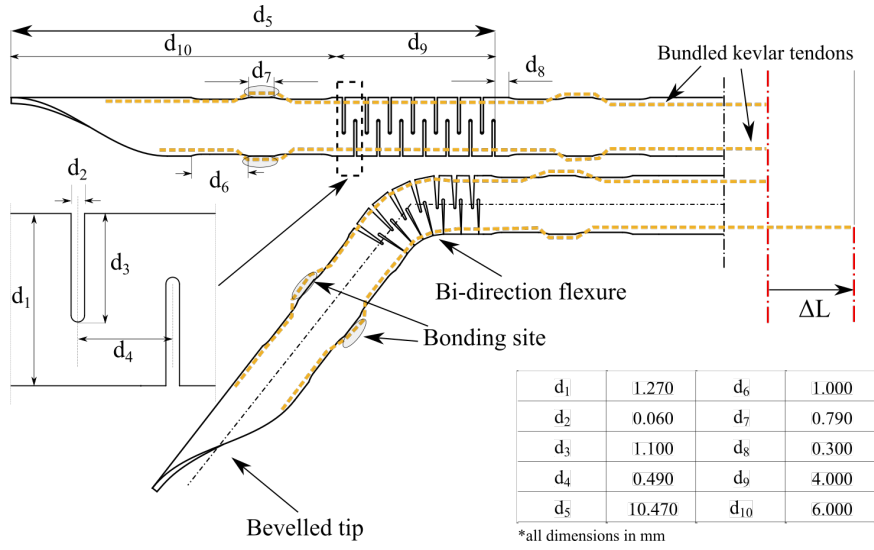 d5
d10
d9
Bundled kevlar tendons
d7
d8
d6
d2
d3
d1
d4
Bi-direction flexure
ΔL
Bonding site
Bevelled tip
d1 1.270 d6 1.000
d2 0.060 d7 0.790
d3 1.100 d8 0.300
d4 0.490 d9 4.000
d5 10.470 d10 6.000
*all dimensions in mm